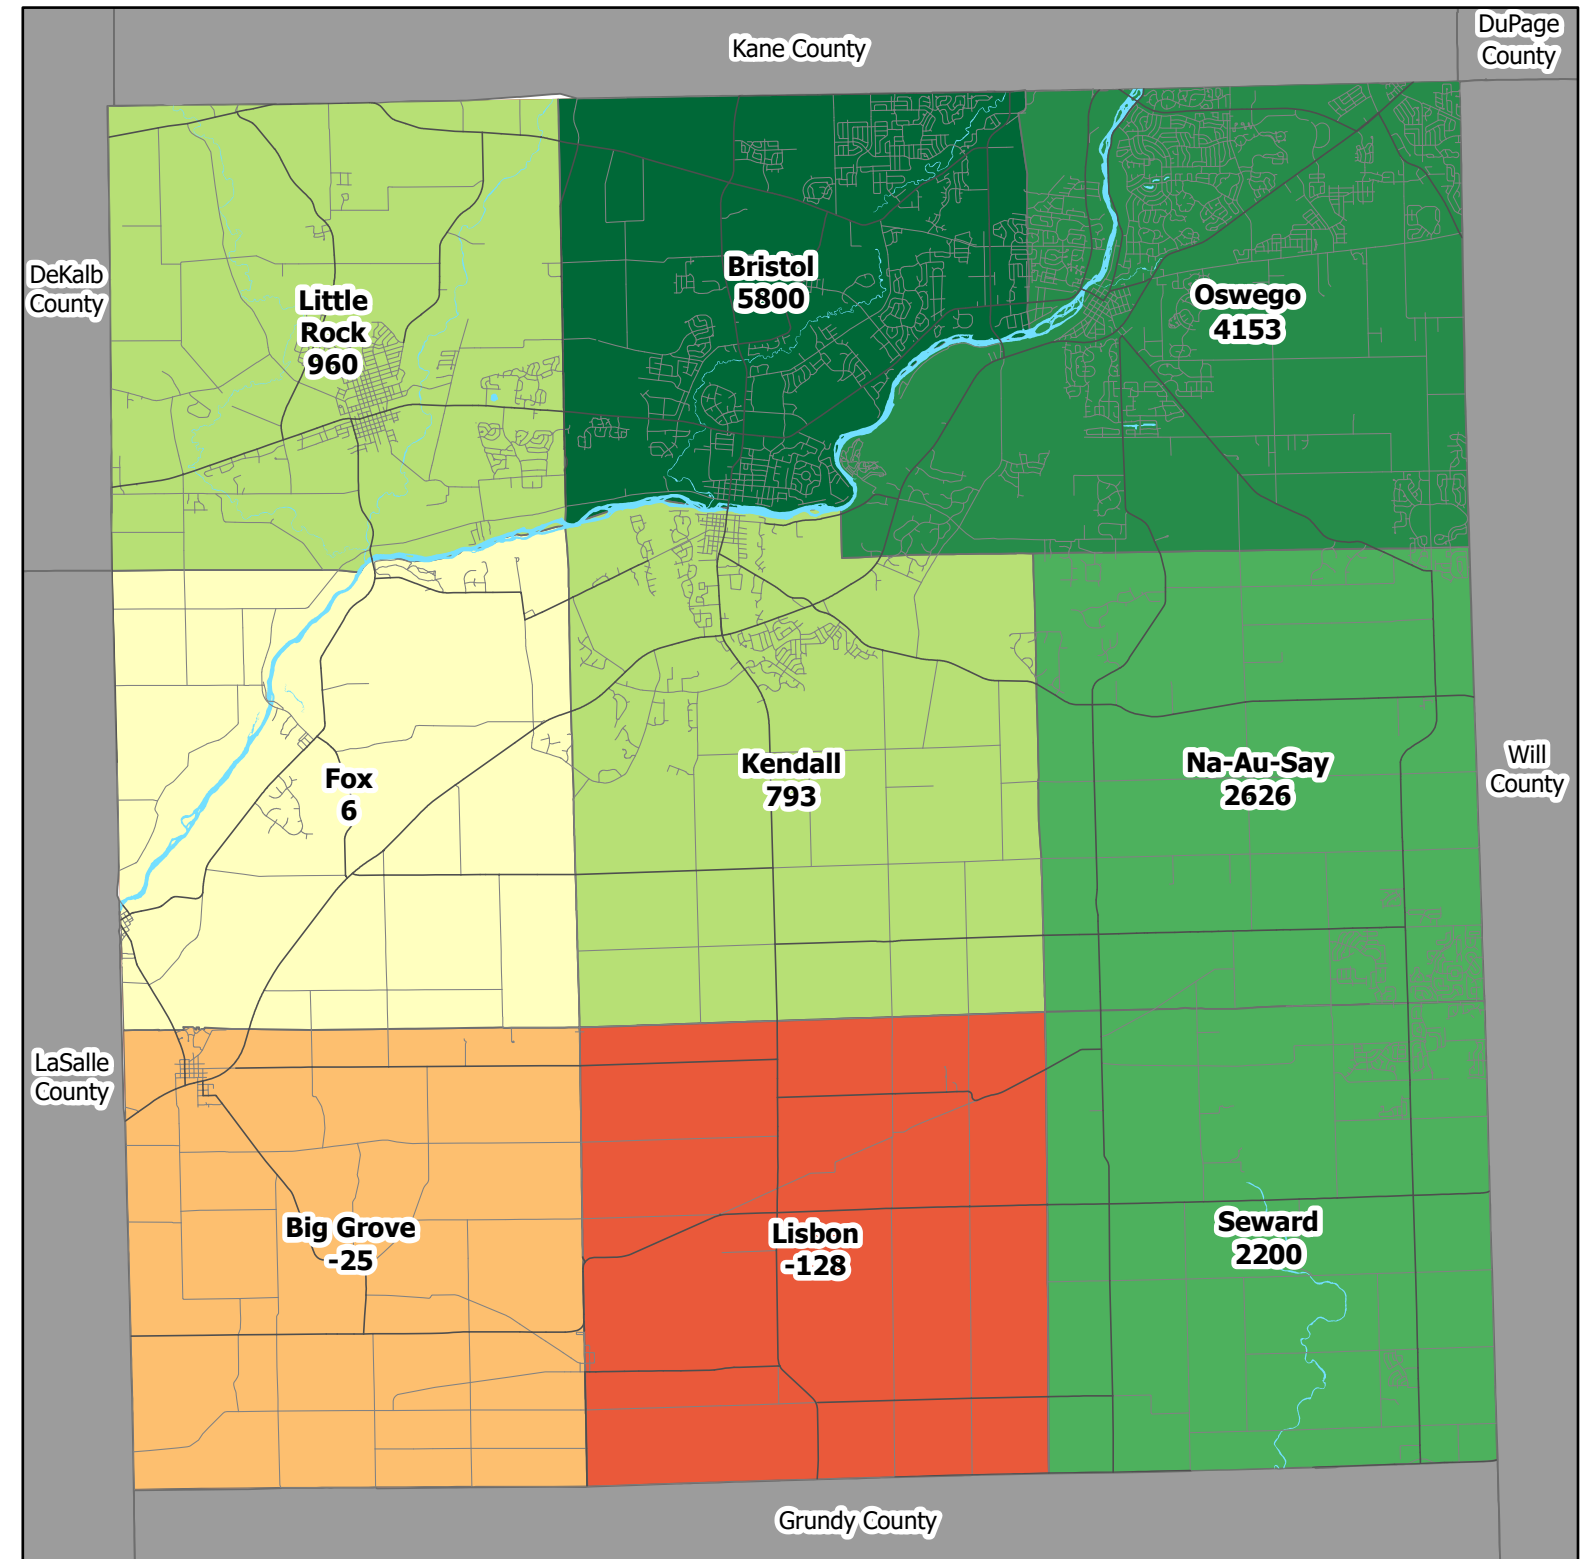 DuPage
County
Kane County
DeKalb
County
Little
Rock
960
Bristol
5800
Oswego
4153
Fox
6
Kendall
793
Na-Au-Say
2626
Will
County
LaSalle
County
Big Grove
-25
Lisbon
-128
Seward
2200
Grundy County